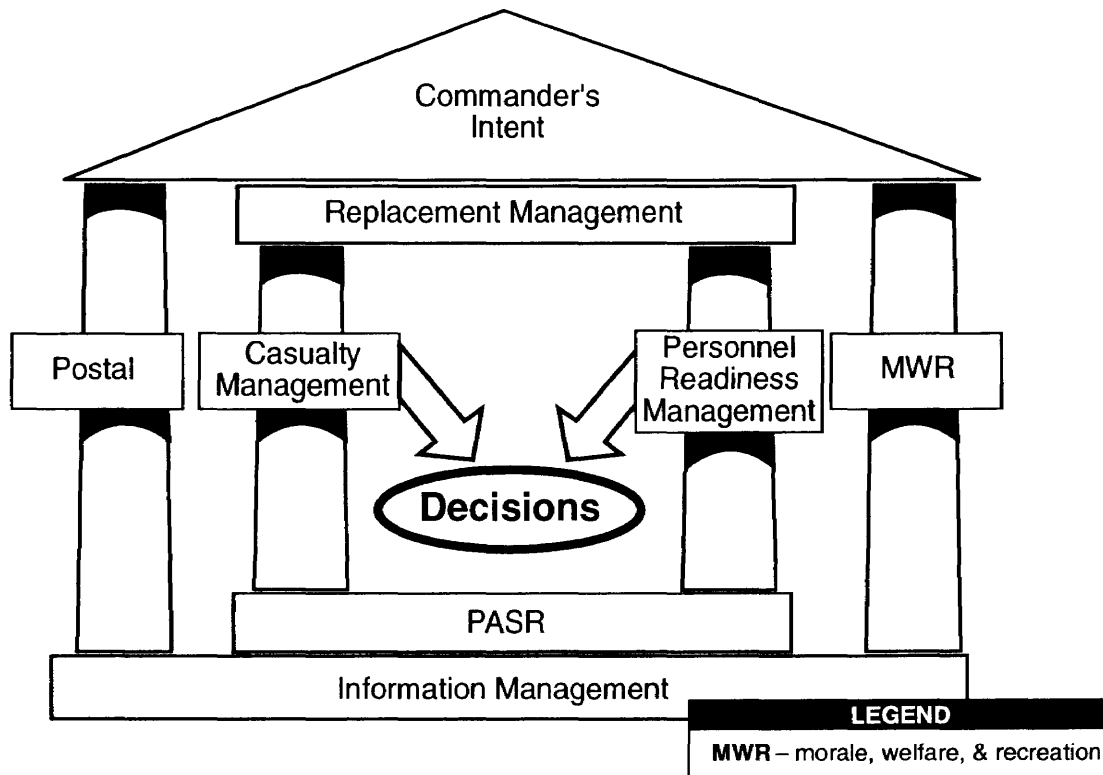 Commander's
Intent
Replacement Management
Postal
Casualty
Management
Personnel
Readiness
Management
MWR
Decisions
PASR
Information Management
LEGEND
MWR – morale, welfare, & recreation